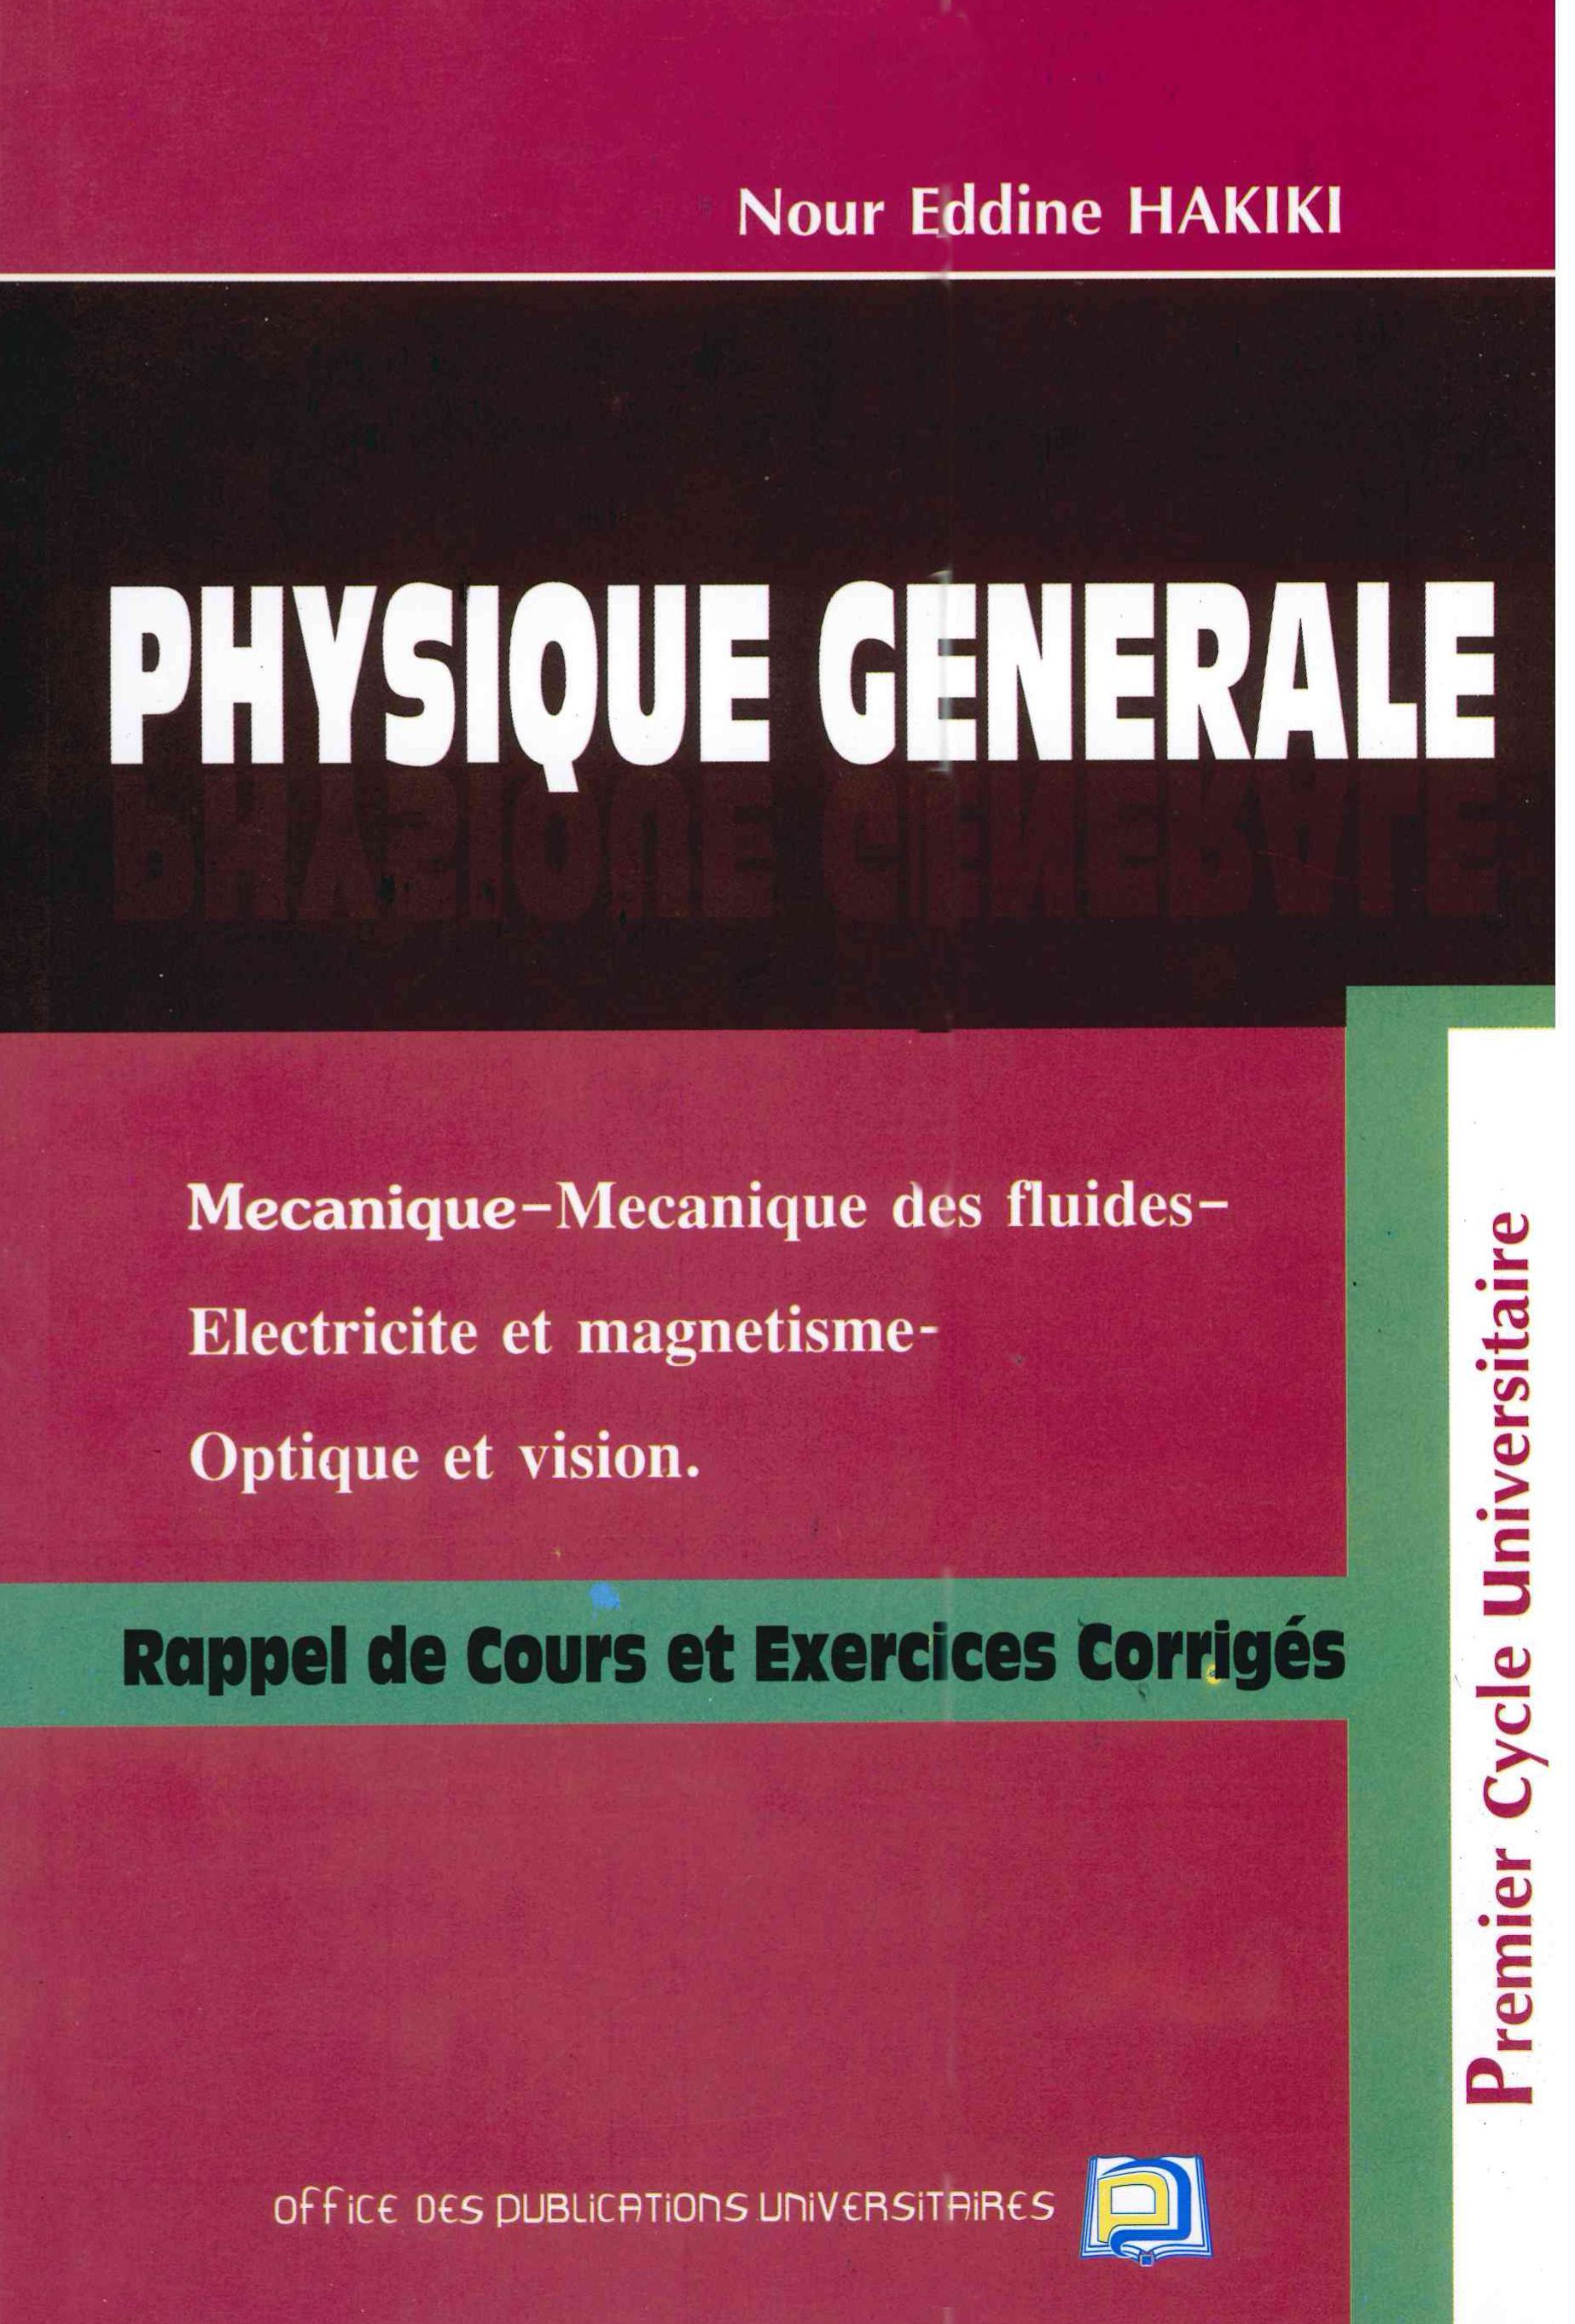 Nour Eddine HAKIKI
PHYSIQUE GENERALE
Mecanique-Mecanique des fluides-
Electricite et magnetisme-
Optique et vision.
Rappel de Cours et Exercices Corrigés
Premier Cycle Universitaire
OFFICE DES PUBLICATIONS UNIVERSITAIRES